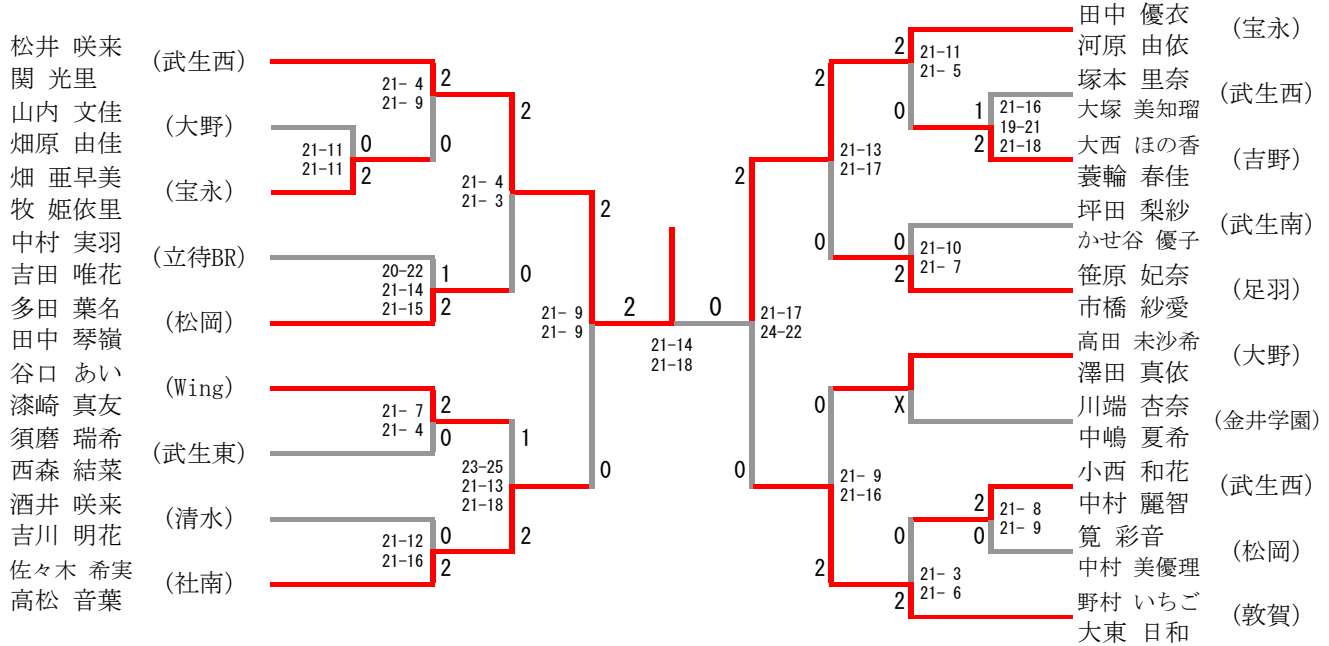 松井 咲来
関 光里
(武生西)
山内 文佳
畑原 由佳
(大野)
畑 亜早美
牧 姫依里
(宝永)
中村 実羽
吉田 唯花
(立待BR)
多田 葉名
田中 琴嶺
(松岡)
谷口 あい
漆崎 真友
(Wing)
須磨 瑞希
西森 結菜
(武生東)
酒井 咲来
吉川 明花
(清水)
佐々木 希実
高松 音葉
(社南)
21-11
21-11
0
2
21- 4
21- 9
2
0
20-22
21-14
21-15
1
2
21- 7
21- 4
2
0
21-12
21-16
0
2
21- 4
21- 3
2
0
23-25
21-13
21-18
1
2
21- 9
21- 9
2
0
2
0
21-14
21-18
2
0
21-17
24-22
2
0
21-13
21-17
0
2
21- 9
21-16
2
0
21-11
21- 5
0
2
21-10
21- 7
X
0
2
21- 3
21- 6
1
2
21-16
19-21
21-18
2
0
21- 8
21- 9
田中 優衣
河原 由依
(宝永)
塚本 里奈
大塚 美知瑠
(武生西)
大西 ほの香
蓑輪 春佳
(吉野)
坪田 梨紗
かせ谷 優子
(武生南)
笹原 妃奈
市橋 紗愛
(足羽)
高田 未沙希
澤田 真依
(大野)
川端 杏奈
中嶋 夏希
(金井学園)
小西 和花
中村 麗智
(武生西)
筧 彩音
中村 美優理
(松岡)
野村 いちご
大東 日和
(敦賀)